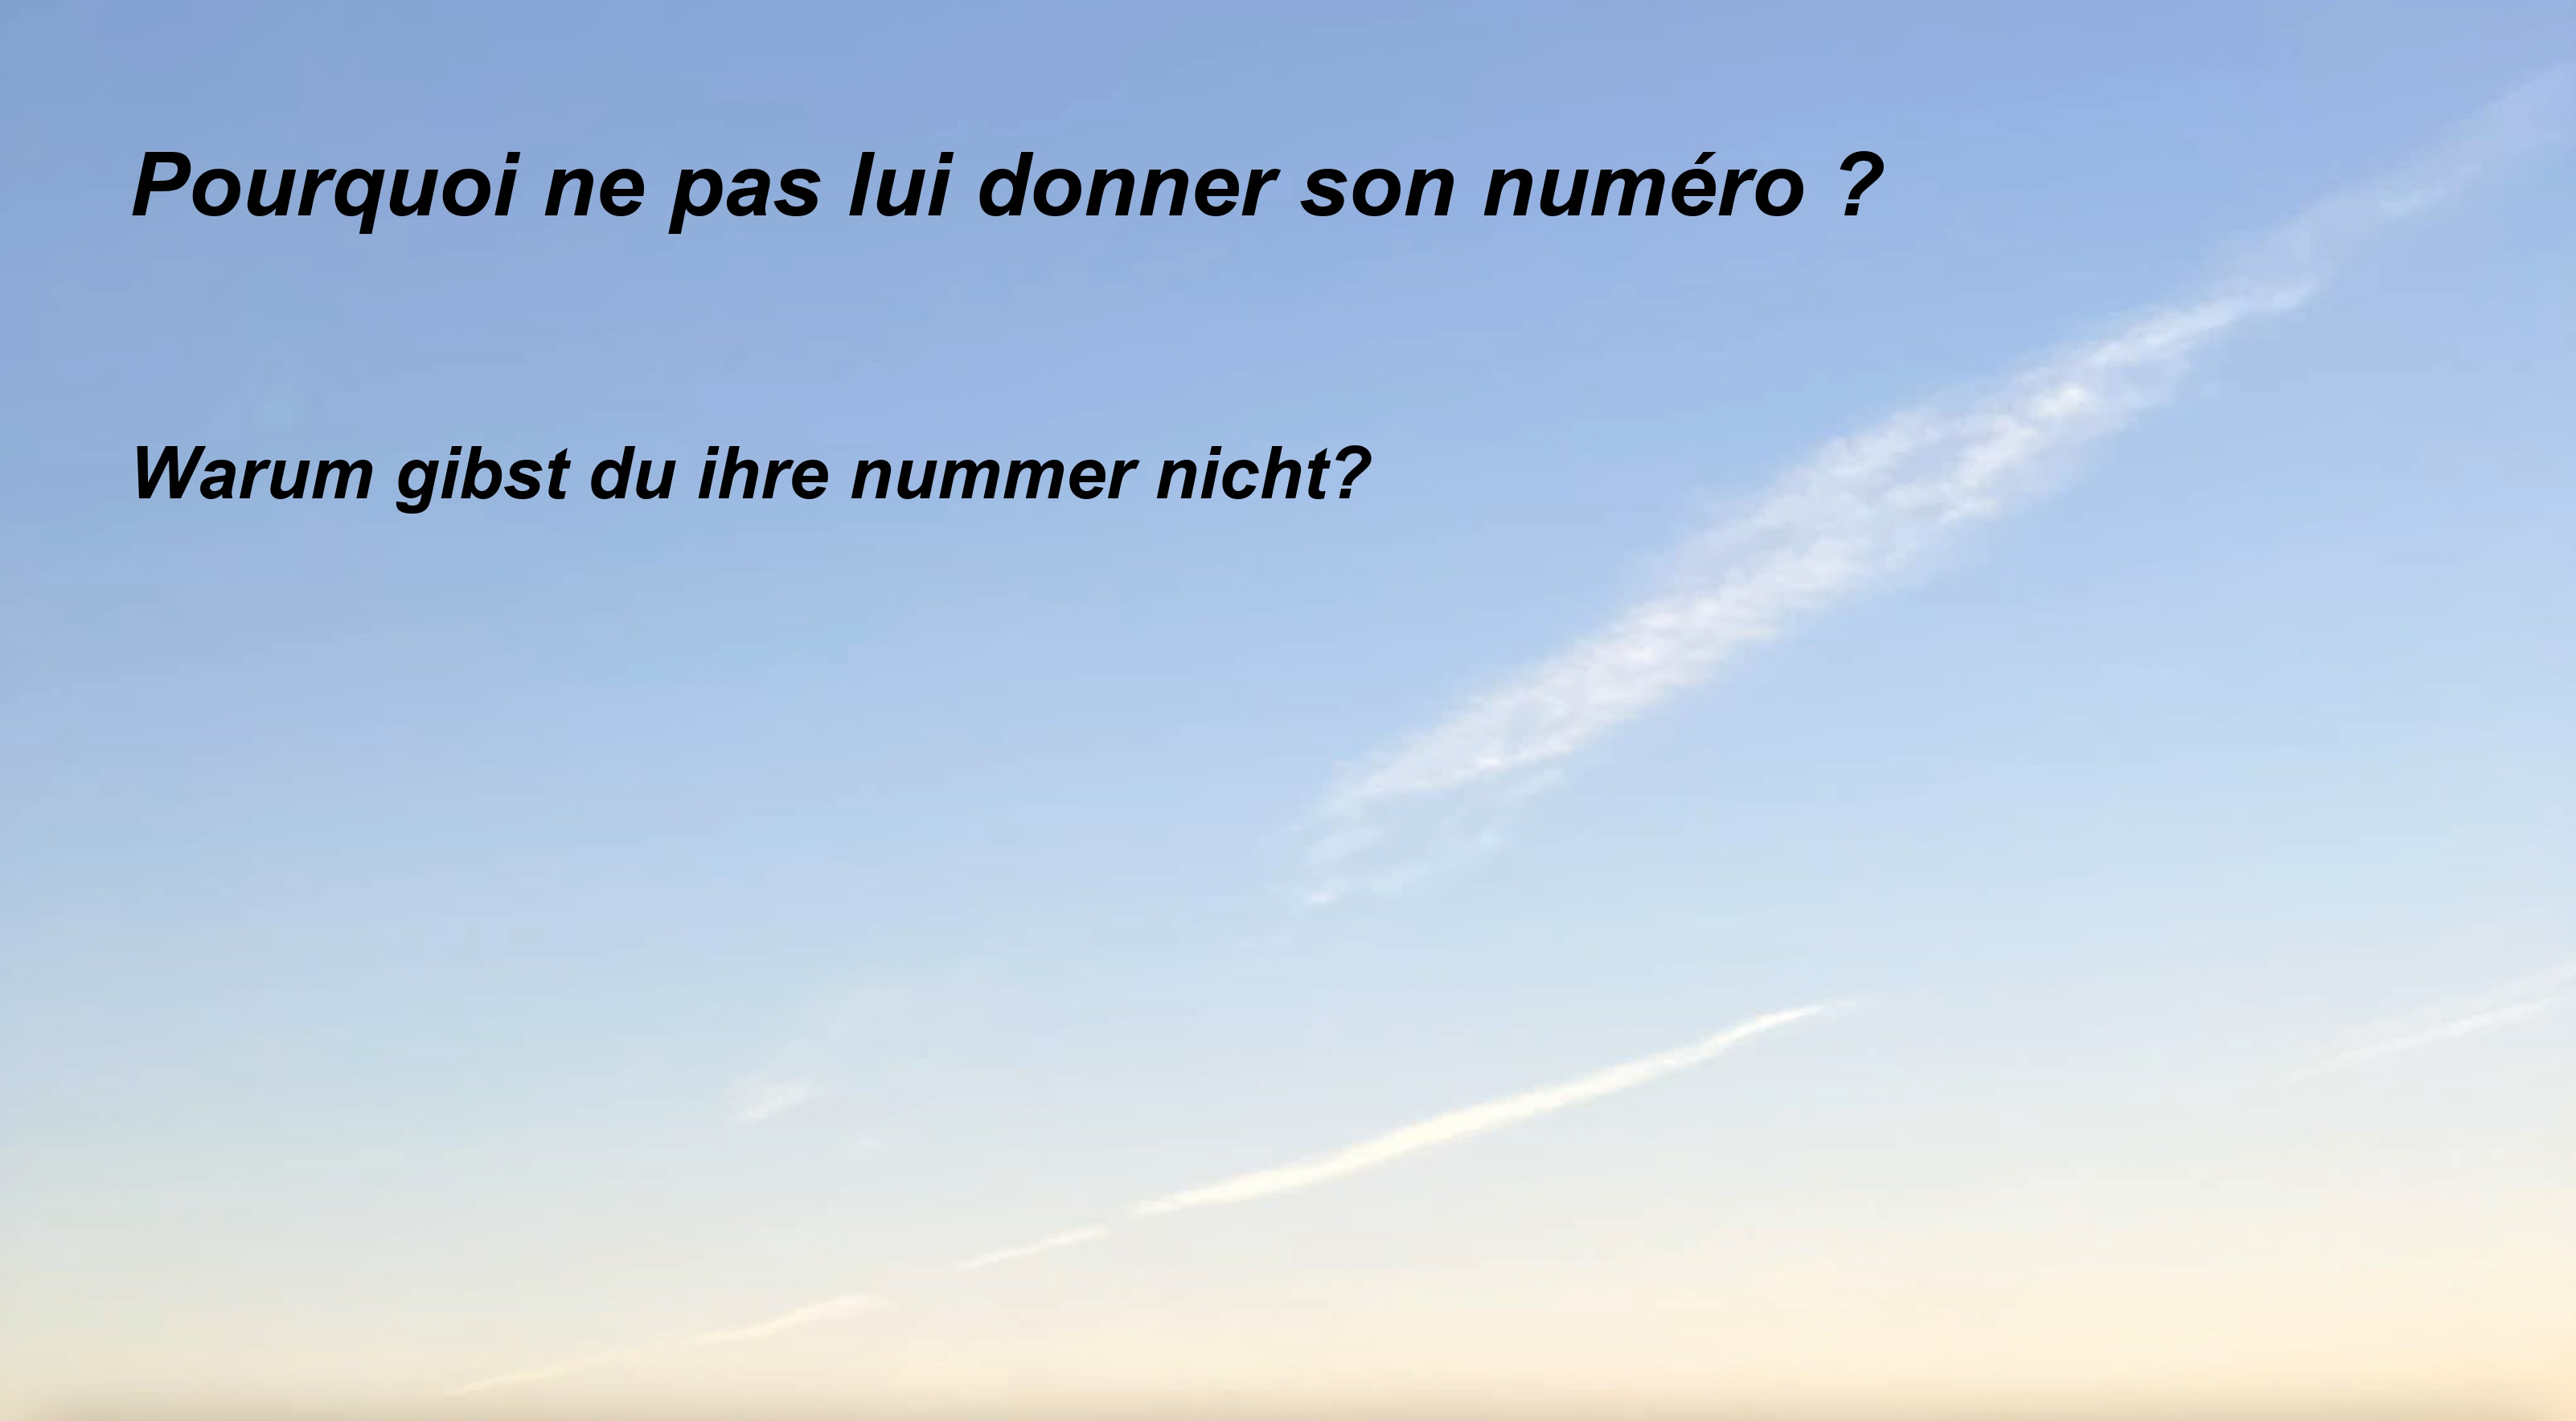 Pourquoi ne pas lui donner son numéro ?
Warum gibst du ihre nummer nicht?